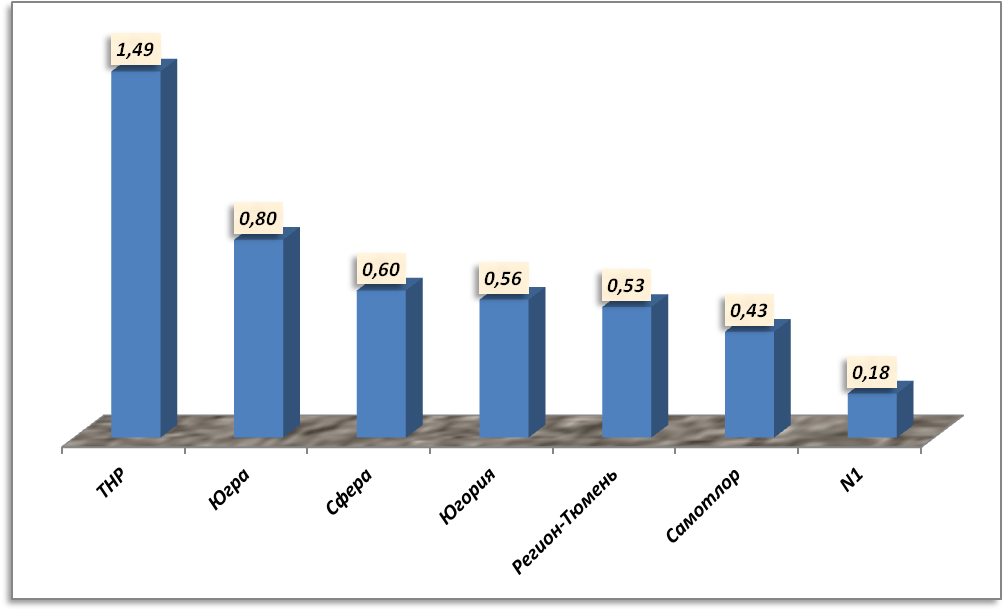 1,49
0,80
0,60
0,56
0,53
0,43
0,18
ТНР
Югра
Сфера
Югория
Регион-Тюмень
Самотлор
N1